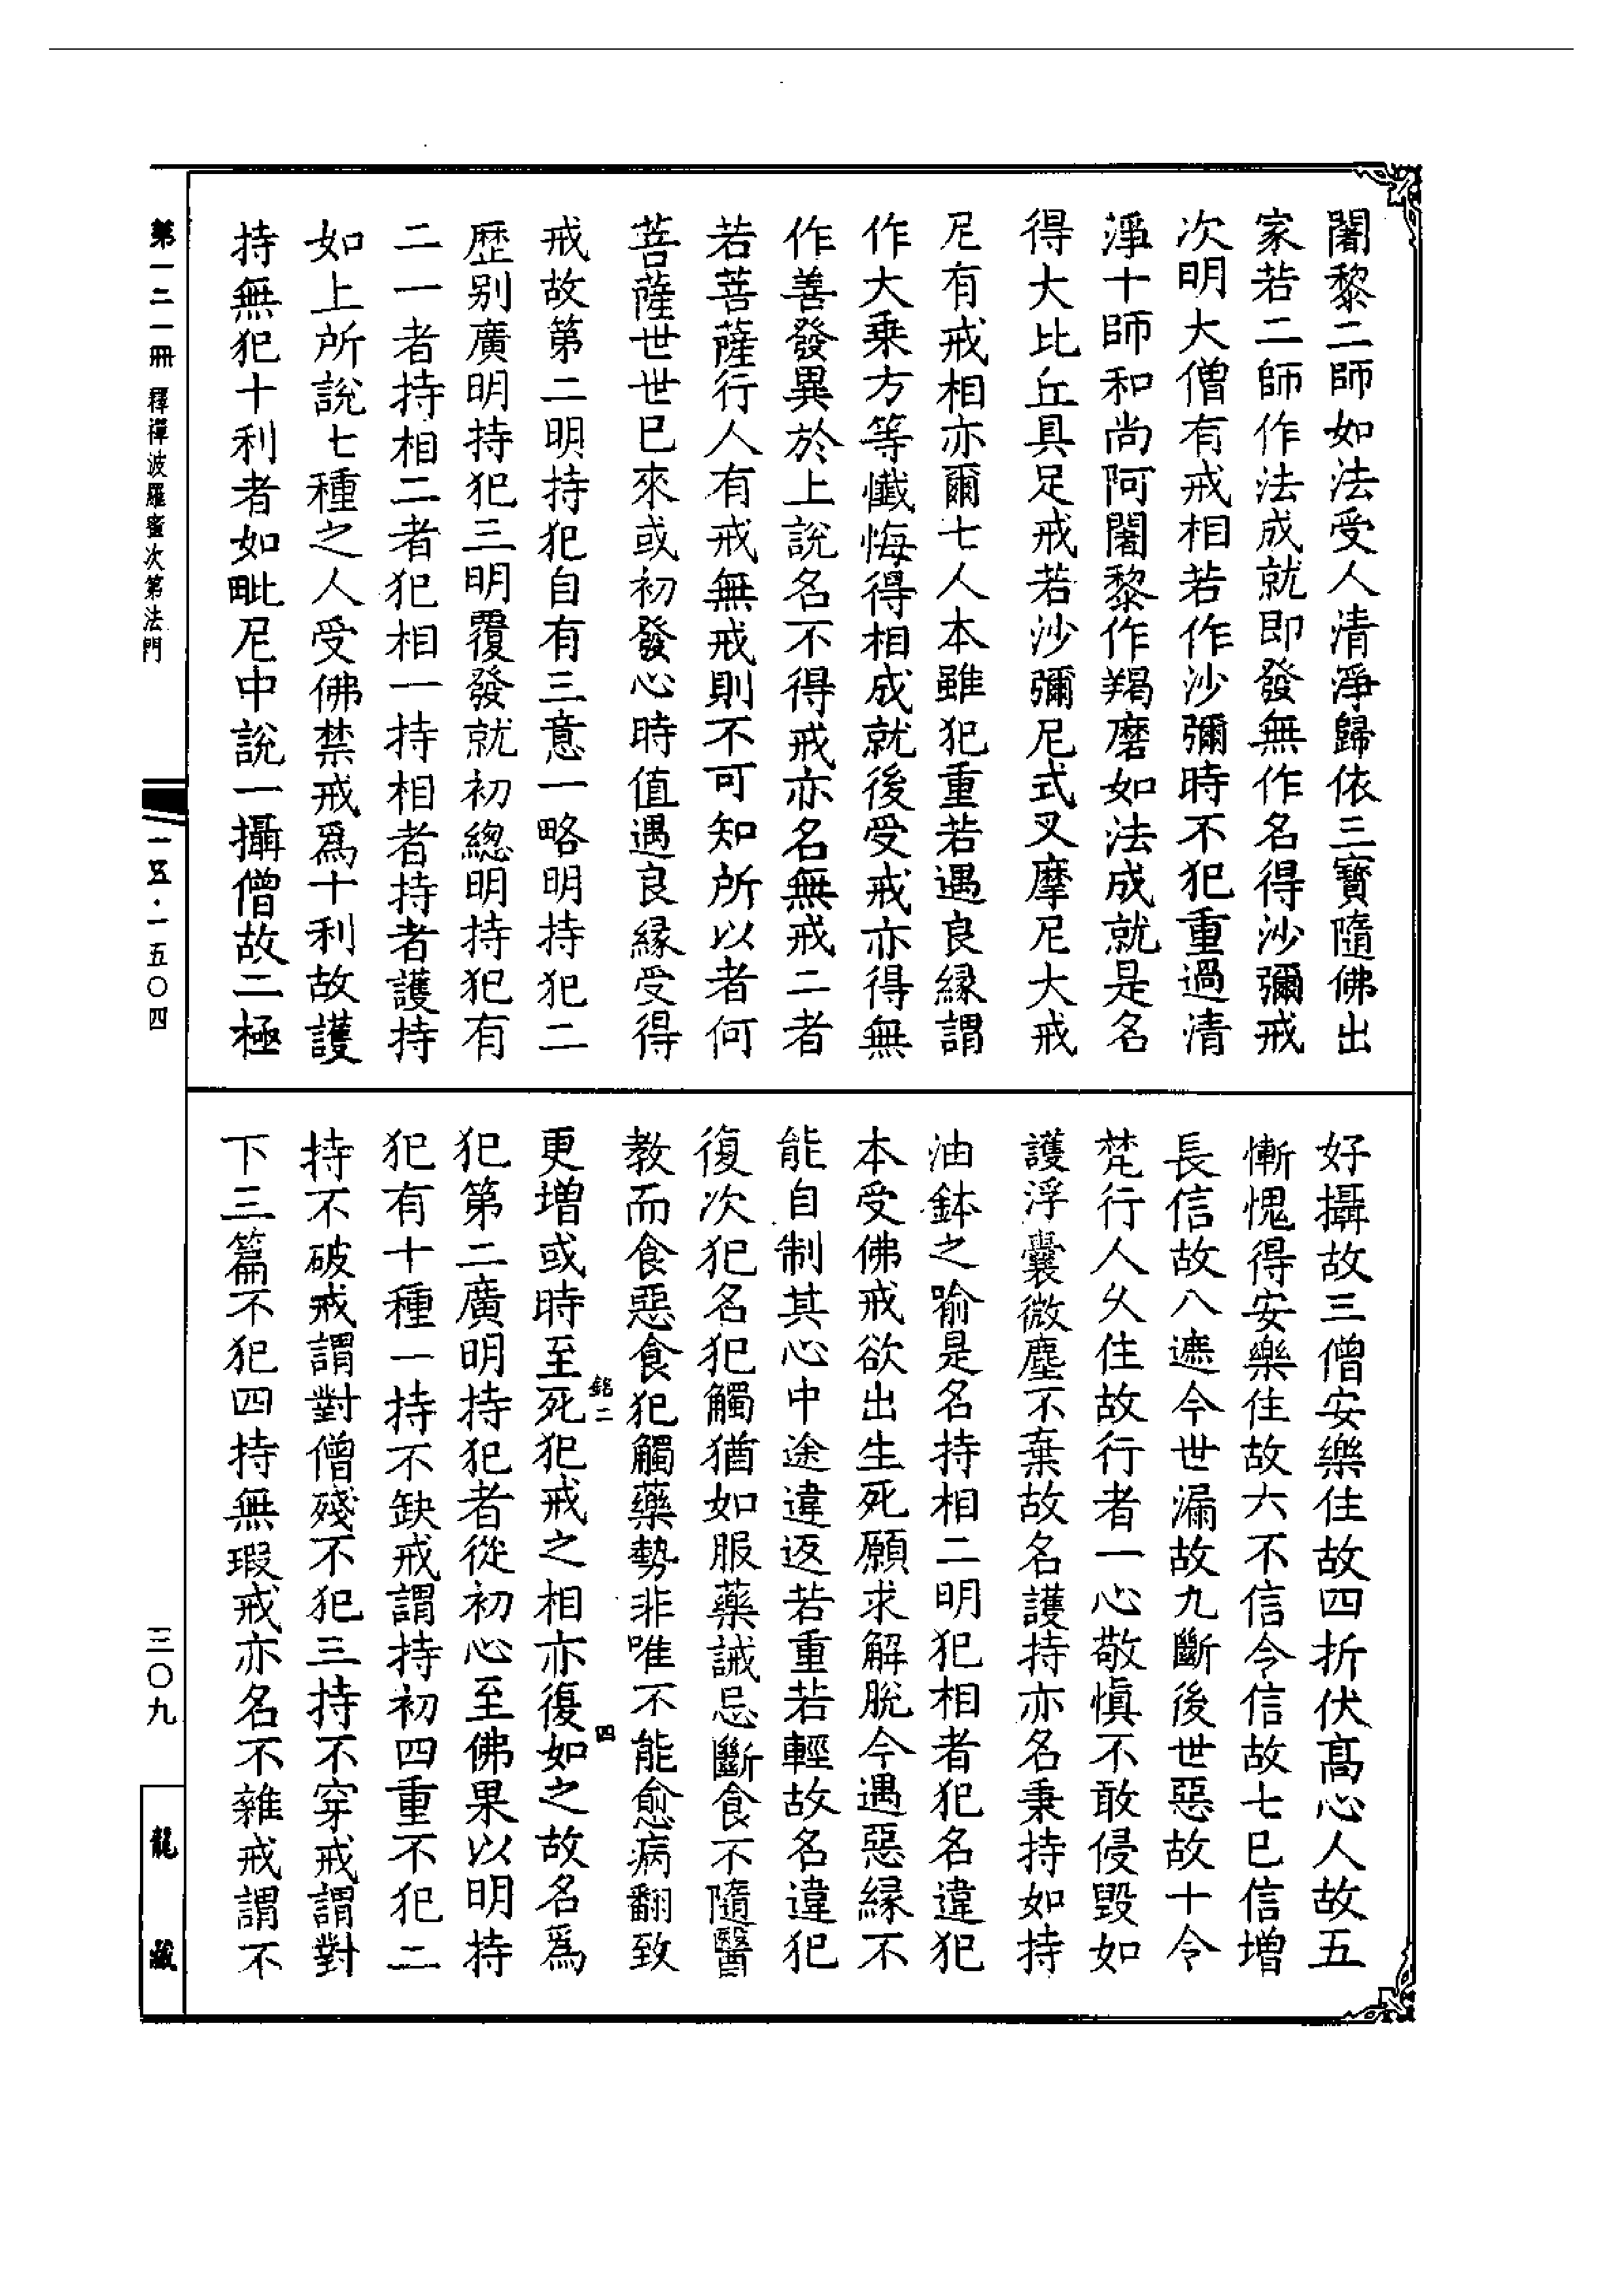 闍黎二師如法受人清淨歸依三寶隨佛出
家若二師作法成就即發無作名得沙彌戒
次明大僧有戒相若作沙彌時不犯重過清
淨十師和尚阿闍黎作羯磨如法成就是名
得大比丘具足戒若沙彌尼式叉摩尼大戒
尼有戒相亦爾七人本雖犯重若遇良緣謂
作大乘方等懺悔得相成就後受戒亦得無
作善發異於上說名不得戒亦名無戒二者
若菩薩行人有戒無戒則不可知所以者何
菩薩世世已來或初發心時值遇良緣受得
戒故第二明持犯自有三意一略明持犯二
歷別廣明持犯三明覆發就初總明持犯有
二一者持相二者犯相一持相者持者護持
如上所說七種之人受佛禁戒爲十利故護
持無犯十利者如毗尼中說一攝僧故二極
好攝故三僧安樂住故四折伏高心人故五
慚愧得安樂住故六不信令信故七已信增
長信故八遮今世漏故九斷後世惡故十令
梵行人久住故行者一心敬慎不敢侵毀如
護浮囊微塵不棄故名護持亦名秉持如持
油鉢之喻是名持相二明犯相者犯名違犯
本受佛戒欲出生死願求解脫今遇惡緣不
能自制其心中途違返若重若輕故名違犯
復次犯名犯觸猶如服藥誡忌斷食不隨醫
教而食惡食犯觸藥勢非唯不能愈病翻致
更增或時至死犯戒之相亦復如之故名爲
犯第二廣明持犯者從初心至佛果以明持
犯有十種一持不缺戒謂持初四重不犯二
持不破戒謂對僧殘不犯三持不穿戒謂對
下三篇不犯四持無瑕戒亦名不雜戒謂不
銘二
四
第一二一冊 釋禪波羅蜜次第法門
一五·一五〇四
三〇九
龍藏